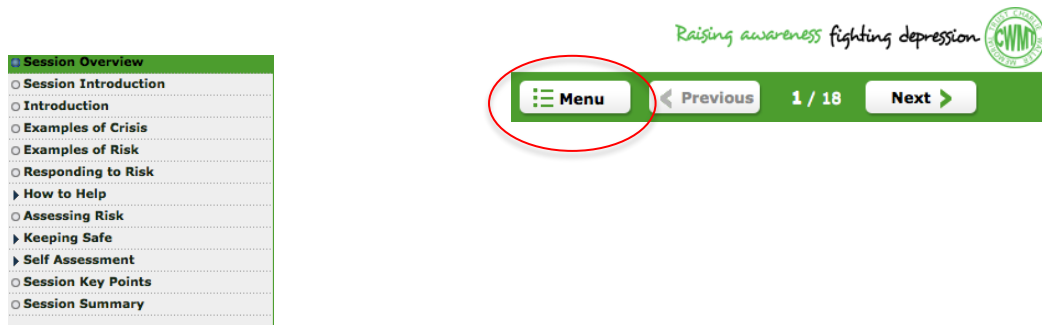 Raising awareness fighting depression
CWMT
Menu
Previous
1 / 18
Next
Session Overview
Session Introduction
Introduction
Examples of Crisis
Examples of Risk
Responding to Risk
How to Help
Assessing Risk
Keeping Safe
Self Assessment
Session Key Points
Session Summary